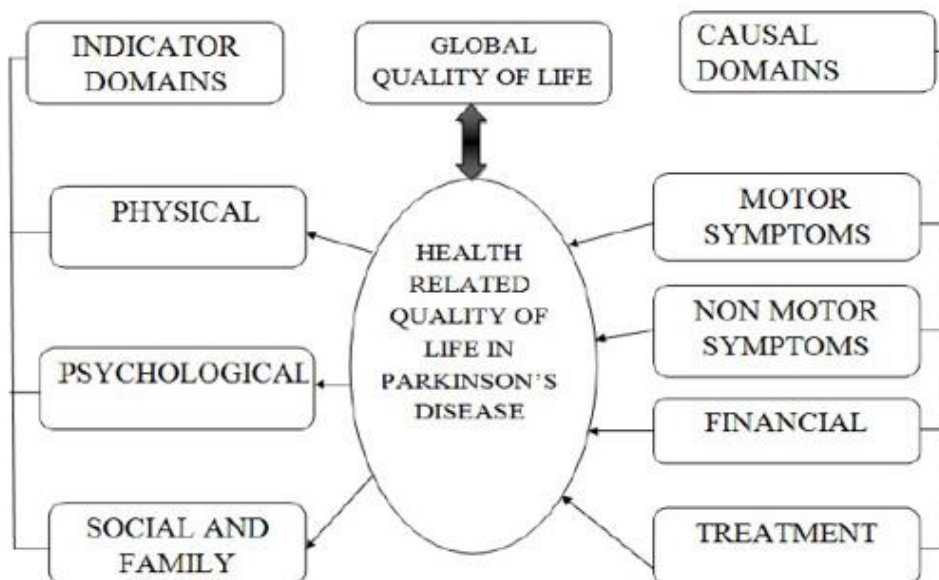 INDICATOR
DOMAINS
GLOBAL
QUALITY OF LIFE
CAUSAL
DOMAINS
PHYSICAL
PSYCHOLOGICAL
SOCIAL AND
FAMILY
HEALTH
RELATED
QUALITY OF
LIFE IN
PARKINSON'S
DISEASE
MOTOR
SYMPTOMS
NON MOTOR
SYMPTOMS
FINANCIAL
TREATMENT